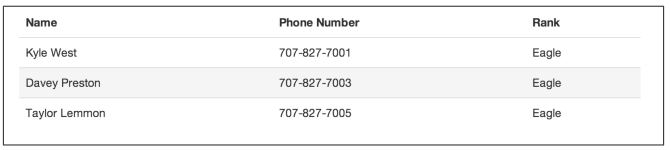 Name Phone Number Rank
Kyle West 707-827-7001 Eagle
Davey Preston 707-827-7003 Eagle
Taylor Lemmon 707-827-7005 Eagle